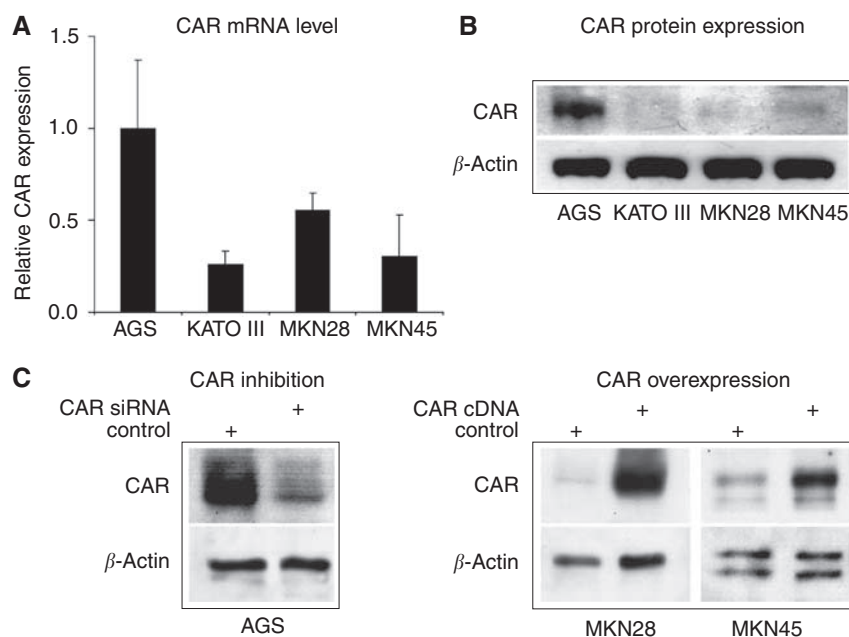 A
CAR mRNA level
Relative CAR expression
1.5
1.0
0.5
0.0
AGS KATO III MKN28 MKN45
B
CAR protein expression
CAR
β-Actin
AGS KATO III MKN28 MKN45
C
CAR inhibition
CAR siRNA +
control +
CAR
β-Actin
AGS
CAR overexpression
CAR cDNA + +
control + +
CAR
β-Actin
MKN28 MKN45